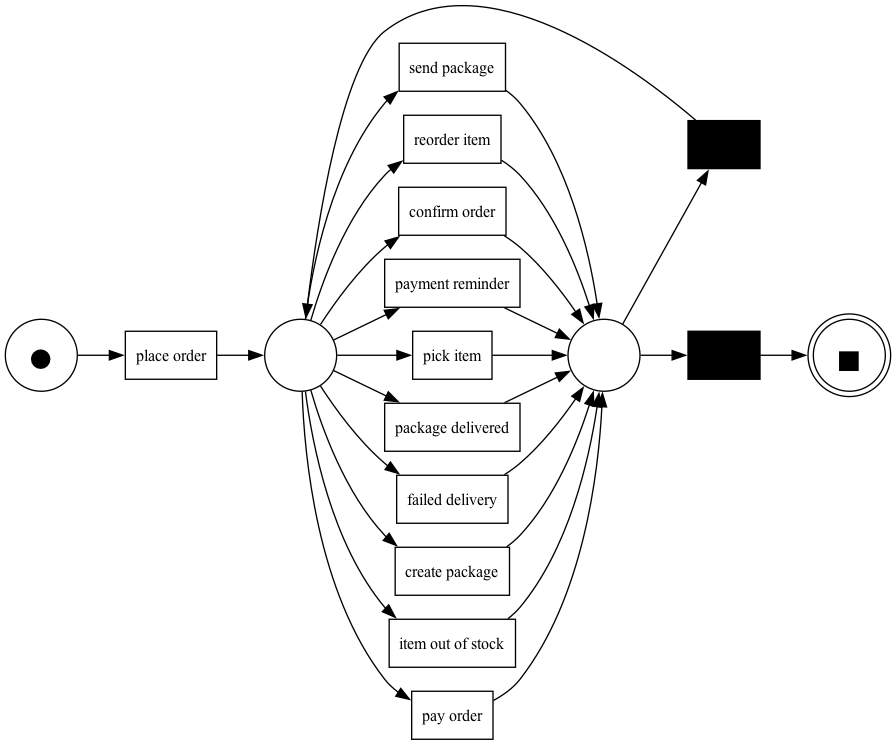 send package
reorder item
confirm order
payment reminder
place order
pick item
package delivered
failed delivery
create package
item out of stock
pay order